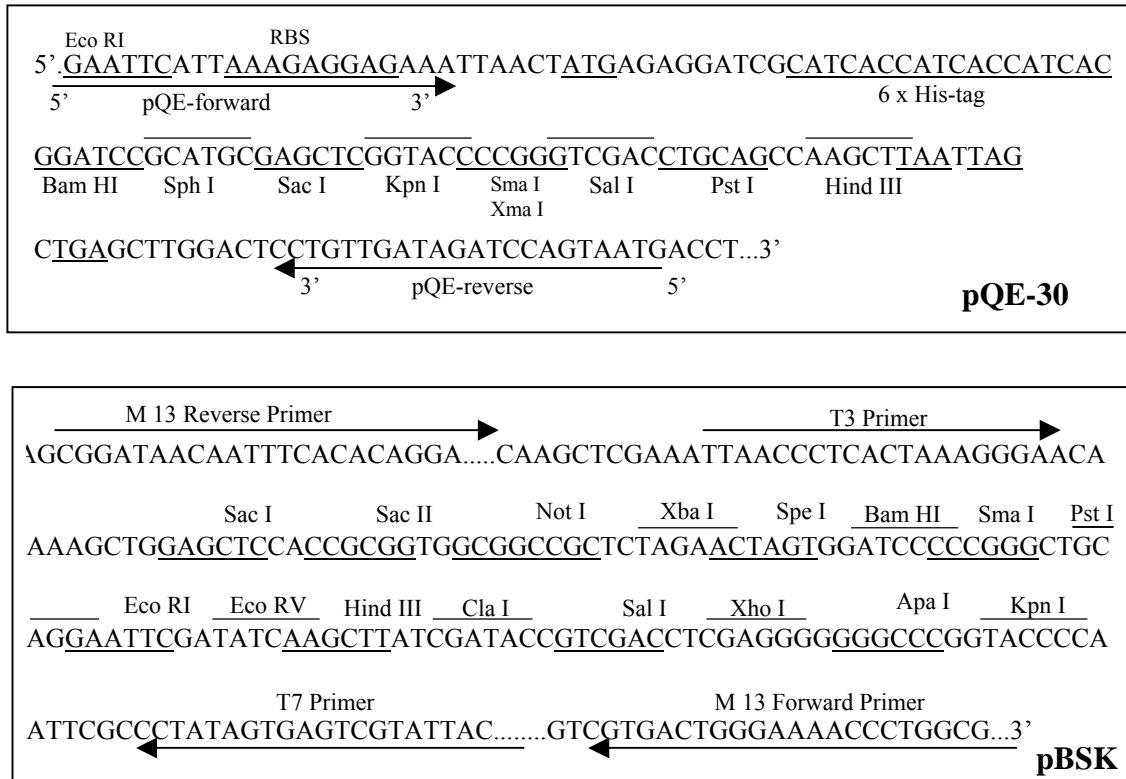 Eco RI RBS
5’.GAATTCATTAAAGAGGAGAAATTAACTATGAGAGGATCGCATCACCATCACCATCAC
5’ pQE-forward 3’ 6 x His-tag
GGATCCGCATGCGAGCTCGGTACCCCGGGTCGACCTGCAGCCAAGCTTAATTAG
Bam HI Sph I Sac I Kpn I Sma I Sal I Pst I Hind III
Xma I
CTGAGCTTGGACTCCTGTTGATAGATCCAGTAATGACCT...3’
3’ pQE-reverse 5’
pQE-30
M 13 Reverse Primer T3 Primer
AGCGGATAACAATTTCACACAGGA.....CAAGCTCGAAATTAACCCTCACTAAAGGGAACA
Sac I Sac II Not I Xba I Spe I Bam HI Sma I Pst I
AAAGCTGGAGCTCCACCGCGGTGGCGGCCGCTCTAGAACTAGTGGATCCCCCGGGCTGC
Eco RI Eco RV Hind III Cla I Sal I Xho I Apa I Kpn I
AGGAATTCGATATCAAGCTTATCGATACCGTCGACCTCGAGGGGGGGCCCGGTACCCCA
T7 Primer M 13 Forward Primer
ATTCGCCCTATAGTGAGTCGTATTAC........GTCGTGACTGGGAAAACCCTGGCG...3’
pBSK